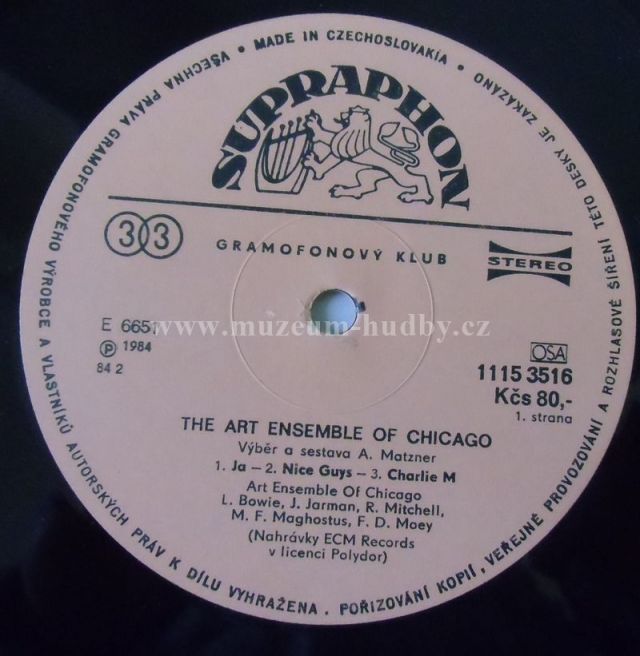 VŠECHNA PRÁVA GRAMOFONOVÉHO VÝROBCE A VLASTNÍKŮ AUTORSKÝCH PRÁV K DÍLU VYHRAŽENA. POŘIZOVÁNÍ KOPIÍ, VEŘEJNÉ PROVOZOVÁNÍ A ROZHLASOVÉ ŠÍŘENÍ TÉTO DESKY JE ZAKÁZÁNO
• MADE IN CZECHOSLOVAKIA •
SUPRAPHON
33
GRAMOFONOVÝ KLUB
STEREO
www.muzeum-hudby.cz
E 665
Ⓟ 1984
84 2
OSA
1115 3516
Kčs 80,-
1. strana
THE ART ENSEMBLE OF CHICAGO
Výběr a sestava A. Matzner
1. Ja – 2. Nice Guys – 3. Charlie M
Art Ensemble Of Chicago
L. Bowie, J. Jarman, R. Mitchell,
M. F. Maghostus, F. D. Moey
(Nahrávky ECM Records
v licenci Polydor)